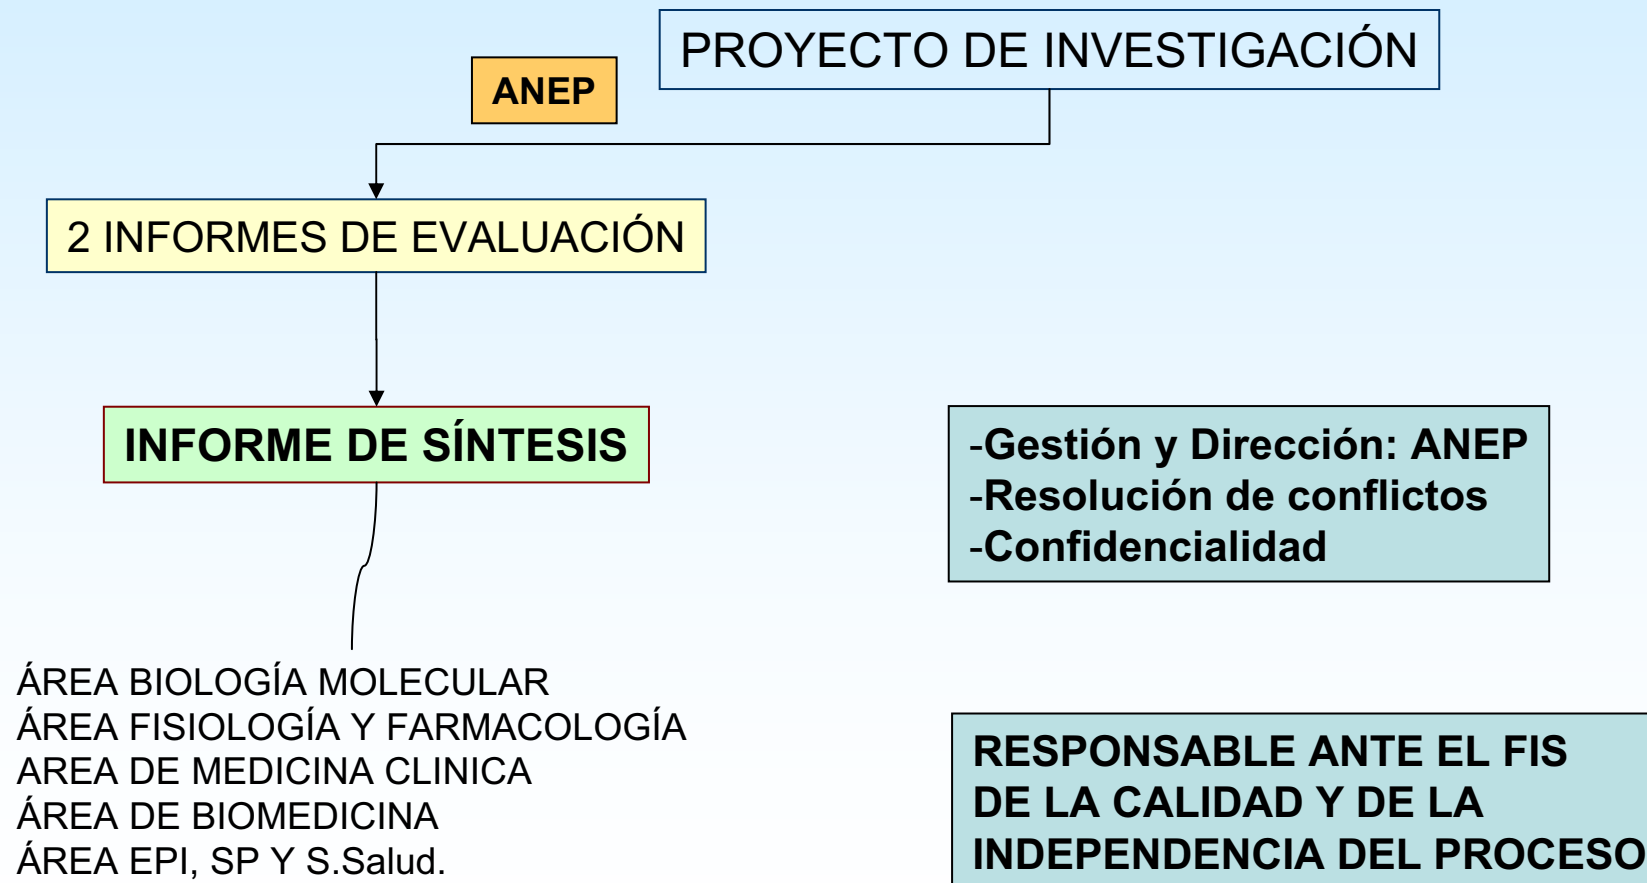 PROYECTO DE INVESTIGACIÓN
ANEP
2 INFORMES DE EVALUACIÓN
INFORME DE SÍNTESIS
-Gestión y Dirección: ANEP
-Resolución de conflictos
-Confidencialidad
ÁREA BIOLOGÍA MOLECULAR
ÁREA FISIOLOGÍA Y FARMACOLOGÍA
AREA DE MEDICINA CLINICA
ÁREA DE BIOMEDICINA
ÁREA EPI, SP Y S.Salud.
RESPONSABLE ANTE EL FIS
DE LA CALIDAD Y DE LA
INDEPENDENCIA DEL PROCESO